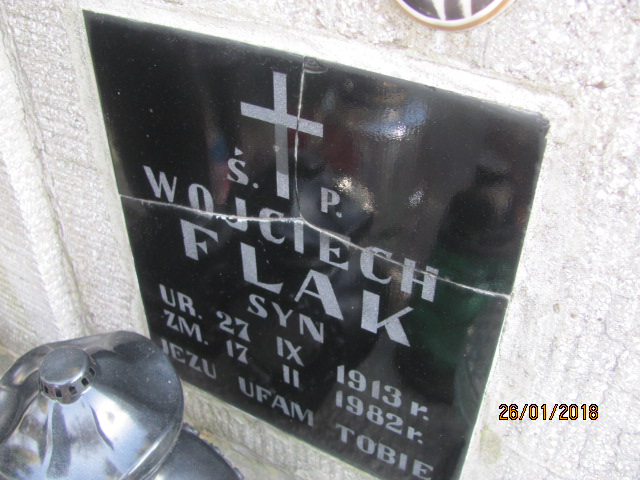 Ś. P.
WOJCIECH
FLAK
SYN
UR. 27 IX 1913 r.
ZM. 17 II 1982 r.
JEZU UFAM TOBIE
26/01/2018